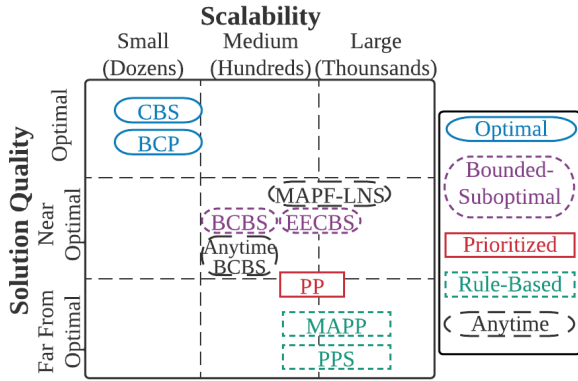 Scalability
Small
(Dozens)
Medium
(Hundreds)
Large
(Thounsands)
Solution Quality
Optimal
Near
Optimal
Far From
Optimal
CBS
BCP
MAPF-LNS
BCBS
EECBS
Anytime
BCBS
PP
MAPP
PPS
Optimal
Bounded-
Suboptimal
Prioritized
Rule-Based
Anytime